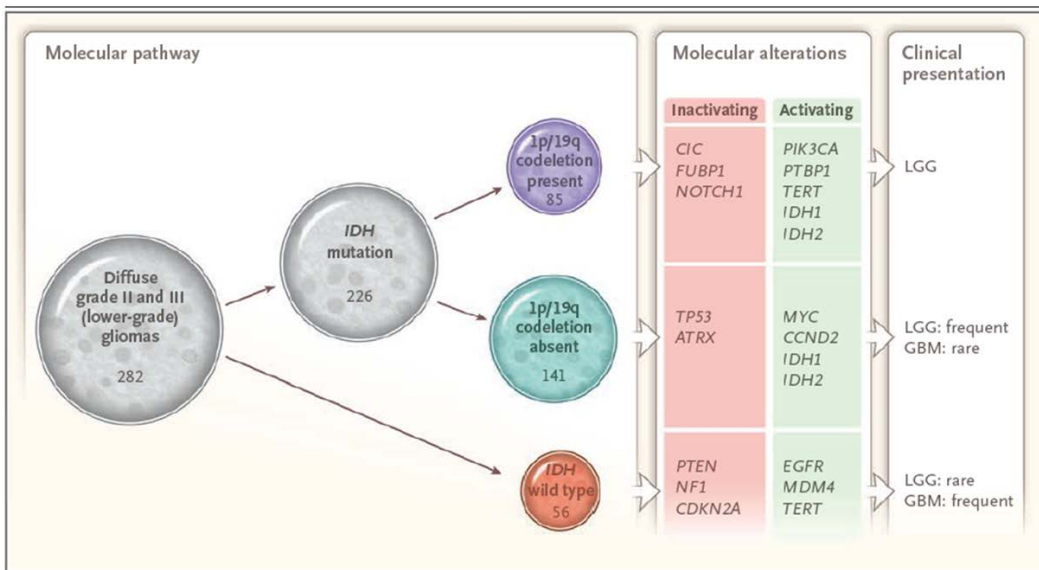 Molecular pathway
Diffuse
grade II and III
(lower-grade)
gliomas
282
IDH
mutation
226
1p/19q
codeletion
present
85
1p/19q
codeletion
absent
141
IDH
wild type
56
Molecular alterations
Inactivating
Activating
CIC
FUBP1
NOTCH1
PIK3CA
PTBP1
TERT
IDH1
IDH2
TP53
ATRX
MYC
CCND2
IDH1
IDH2
PTEN
NF1
CDKN2A
EGFR
MDM4
TERT
Clinical
presentation
LGG
LGG: frequent
GBM: rare
LGG: rare
GBM: frequent